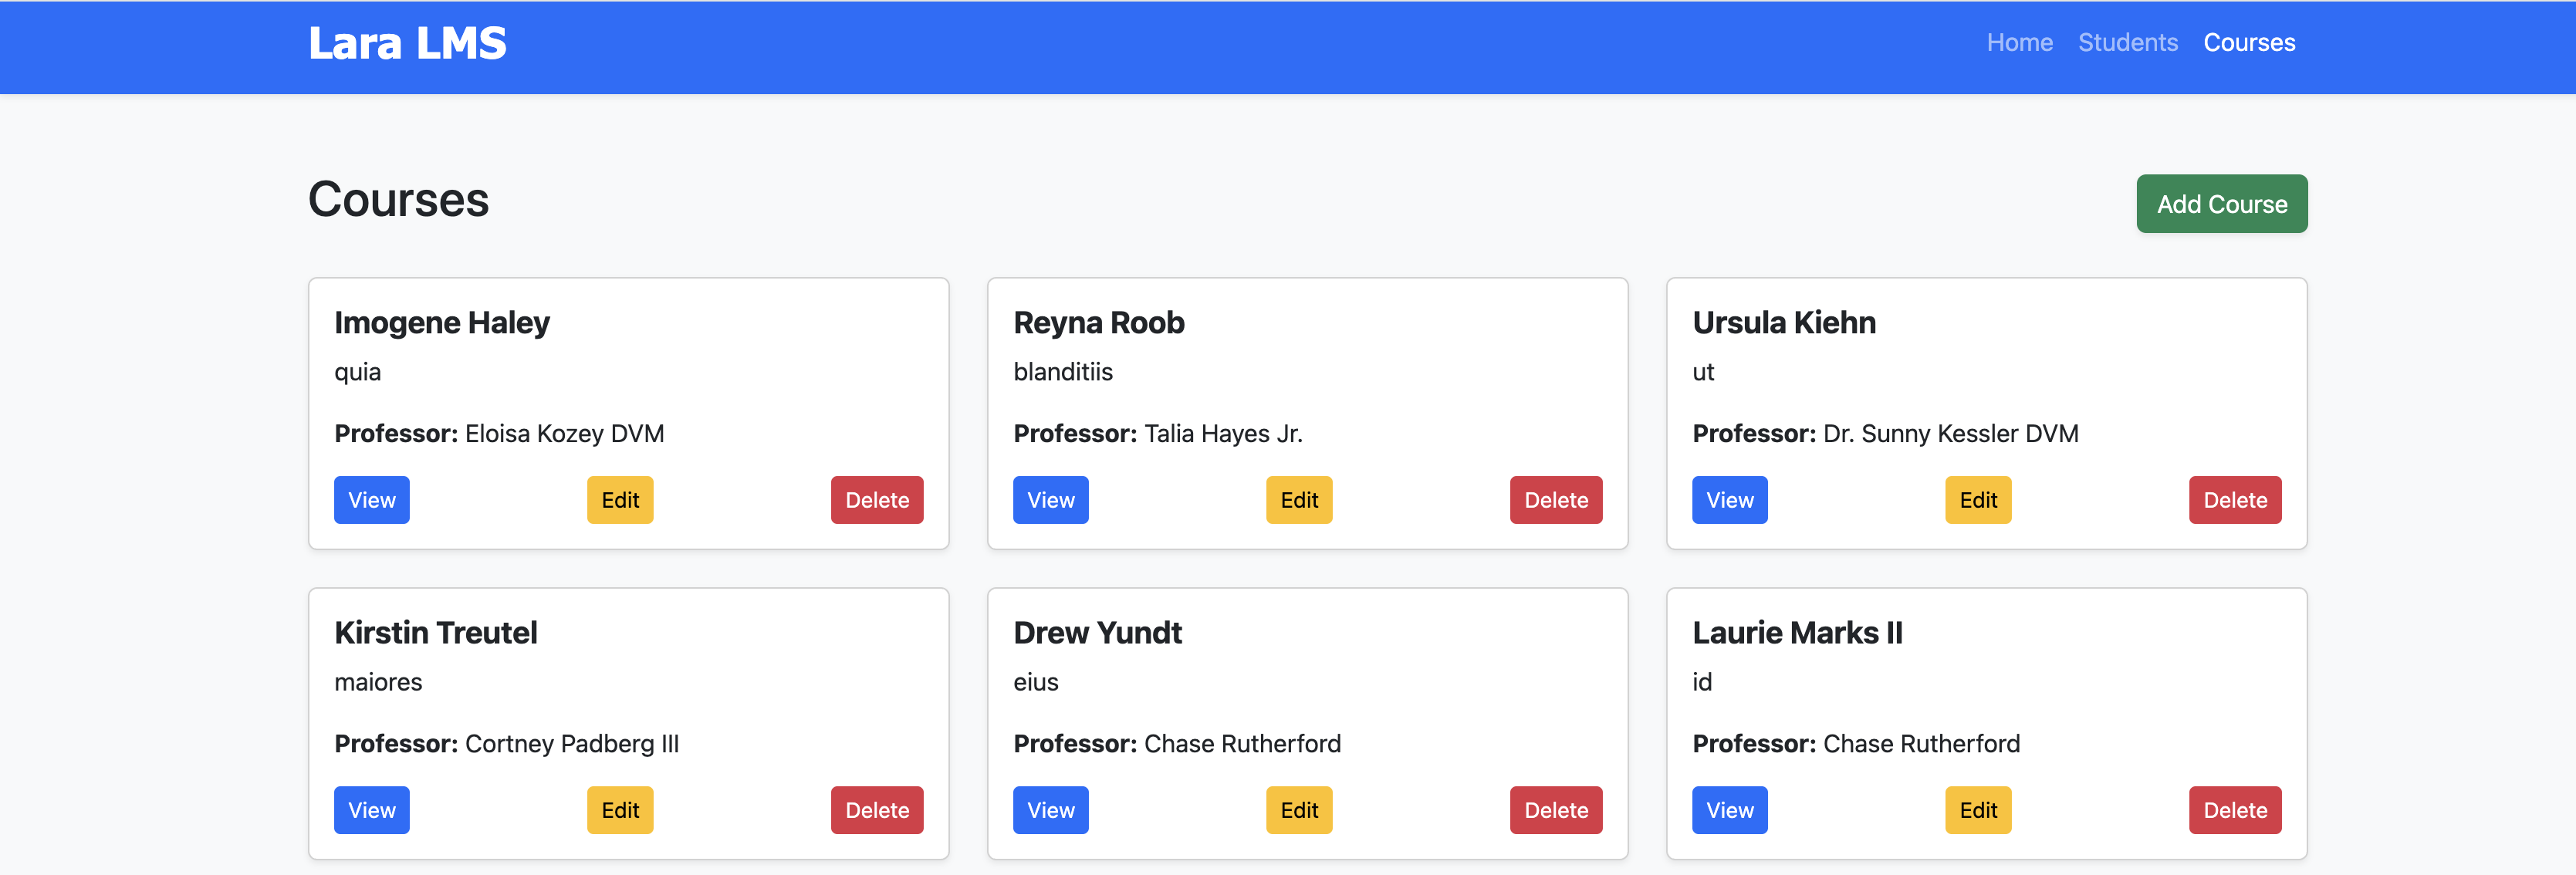 Lara LMS
Home Students Courses
Courses
Add Course
Imogene Haley
quia
Professor: Eloisa Kozey DVM
View Edit Delete
Reyna Roob
blanditiis
Professor: Talia Hayes Jr.
View Edit Delete
Ursula Kiehn
ut
Professor: Dr. Sunny Kessler DVM
View Edit Delete
Kirstin Treutel
maiores
Professor: Cortney Padberg III
View Edit Delete
Drew Yundt
eius
Professor: Chase Rutherford
View Edit Delete
Laurie Marks II
id
Professor: Chase Rutherford
View Edit Delete